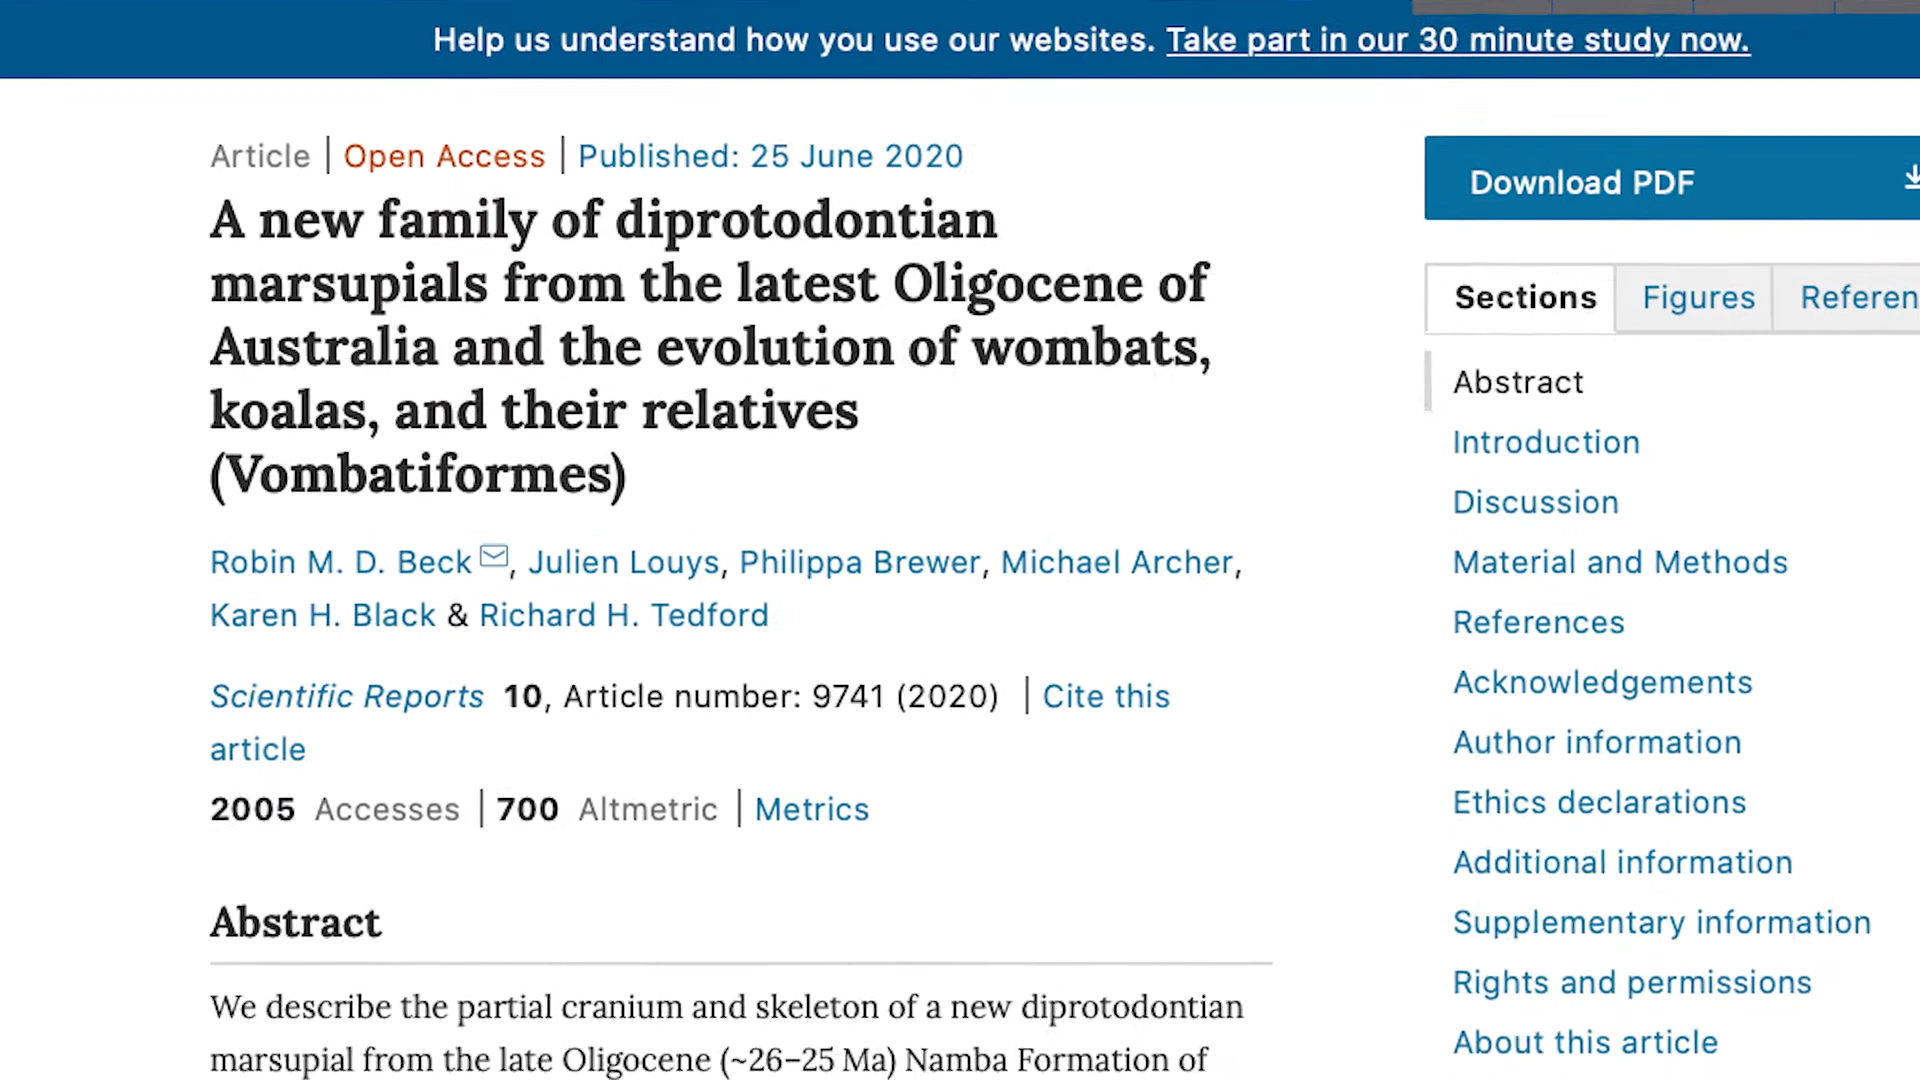 Help us understand how you use our websites. Take part in our 30 minute study now.
Article | Open Access | Published: 25 June 2020
A new family of diprotodontian
marsupials from the latest Oligocene of
Australia and the evolution of wombats,
koalas, and their relatives
(Vombatiformes)
Robin M. D. Beck, Julien Louys, Philippa Brewer, Michael Archer,
Karen H. Black & Richard H. Tedford
Scientific Reports 10, Article number: 9741 (2020) | Cite this
article
2005 Accesses | 700 Altmetric | Metrics
Abstract
We describe the partial cranium and skeleton of a new diprotodontian
marsupial from the late Oligocene (~26–25 Ma) Namba Formation of
Download PDF
Sections Figures Referen
Abstract
Introduction
Discussion
Material and Methods
References
Acknowledgements
Author information
Ethics declarations
Additional information
Supplementary information
Rights and permissions
About this article